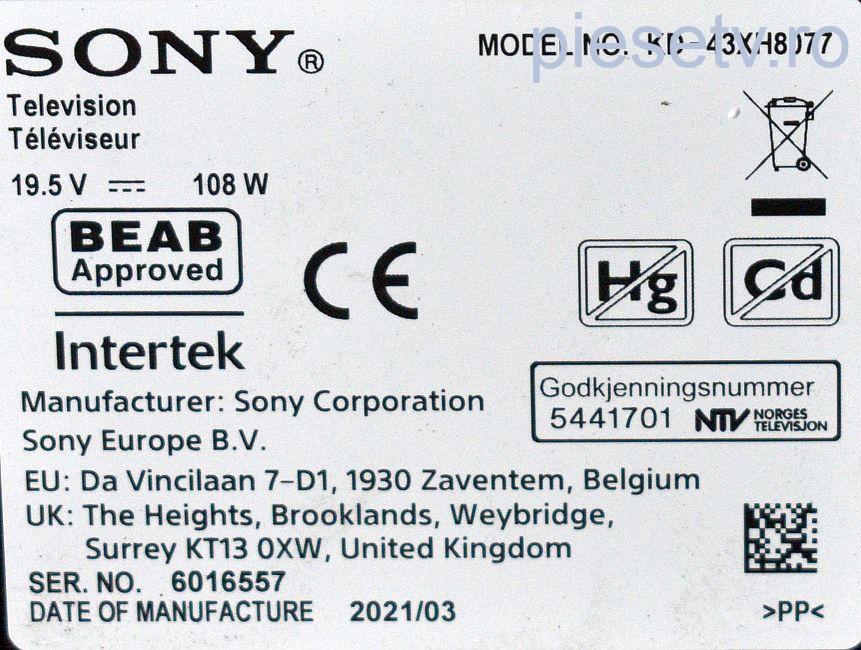 SONY®
MODEL NO. KD-43XH8077
piesetv.ro
Television
Téléviseur
19.5 V ⎓ 108 W
BEAB
Approved
Intertek
CE
Hg
Cd
Manufacturer: Sony Corporation
Sony Europe B.V.
Godkjenningsnummer
5441701 NTV NORGES
TELEVISJON
EU: Da Vincilaan 7-D1, 1930 Zaventem, Belgium
UK: The Heights, Brooklands, Weybridge,
Surrey KT13 0XW, United Kingdom
SER. NO. 6016557
DATE OF MANUFACTURE 2021/03
>PP<